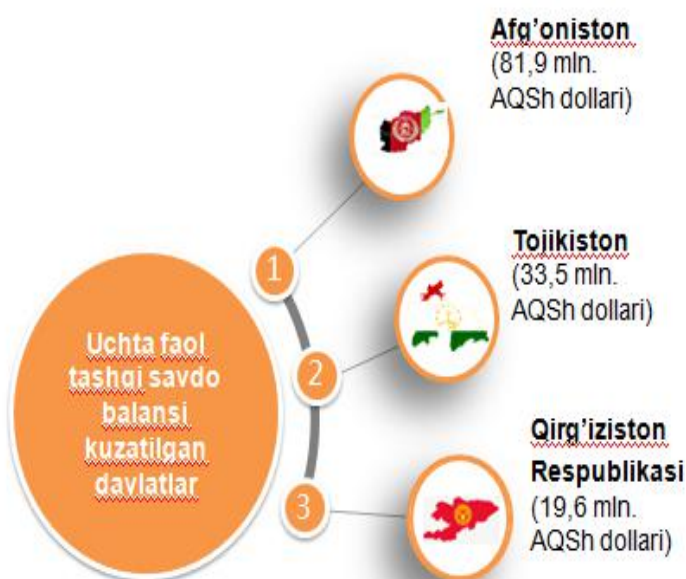 Uchta faol
tashqi savdo
balansi
kuzatilgan
davlatlar
1
Afg’oniston
(81,9 mln.
AQSh dollari)
2
Tojikiston
(33,5 mln.
AQSh dollari)
3
Qirg’iziston
Respublikasi
(19,6 mln.
AQSh dollari)